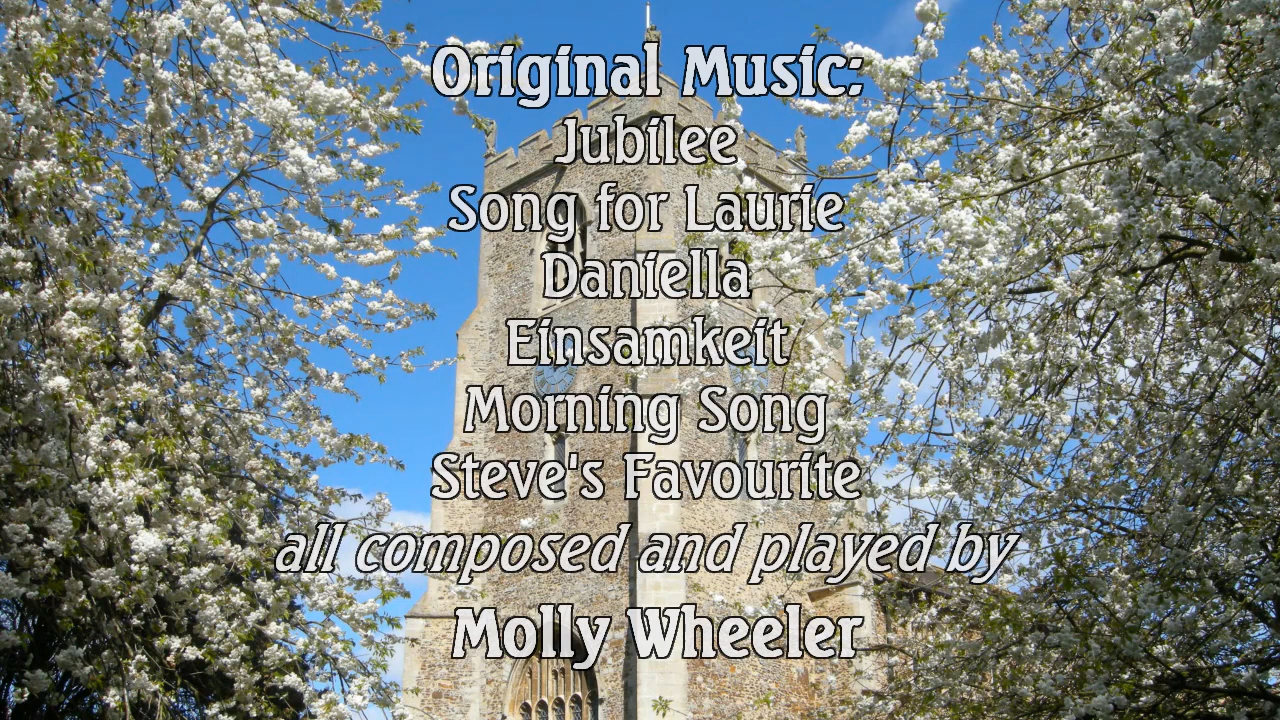 Original Music:
Jubilee
Song for Laurie
Daniella
Einsamkeit
Morning Song
Steve's Favourite
all composed and played by
Molly Wheeler